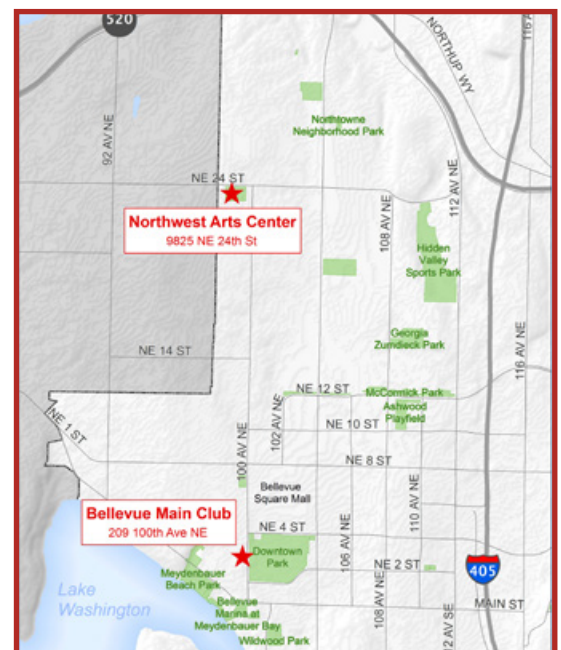 520
116 A
NORTHUP WY
92 AV NE
Northtowne
Neighborhood Park
NE 24 ST
112 AV NE
108 AV NE
Northwest Arts Center
9825 NE 24th St
Hidden
Valley
Sports Park
Georgia
Zumdieck Park
116 AV NE
NE 14 ST
NE 12 ST
McCormick Park
Ashwood
Playfield
NE 1 ST
102 AV NE
100 AV NE
NE 10 ST
NE 8 ST
Bellevue
Square Mall
110 AV NE
Bellevue Main Club
209 100th Ave NE
NE 4 ST
106 AV NE
Downtown
Park
NE 2 ST
405
Meydenbauer
Beach Park
Lake
Washington
108 AV NE
MAIN ST
Bellevue
Marina at
Meydenbauer Bay
Wildwood Park
2 AV SE